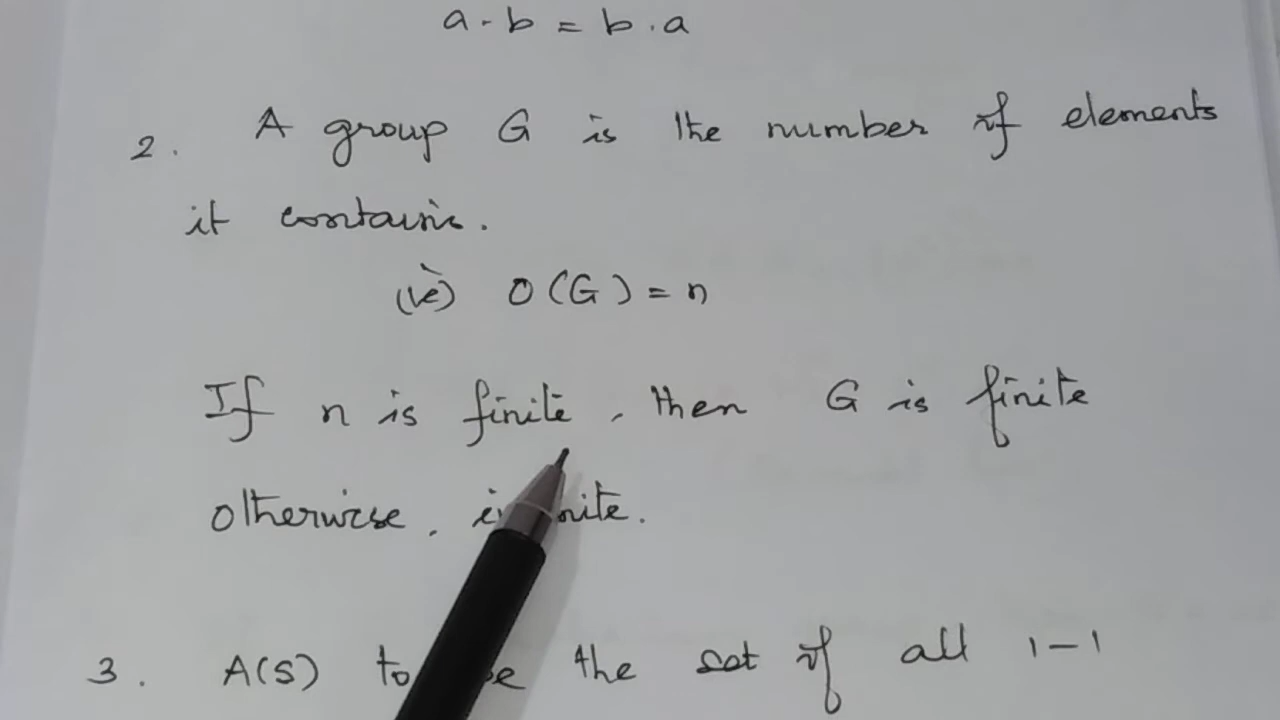 a · b = b . a
2. A group G is the number of elements
it contains.
(ie) O(G) = n
If n is finite, then G is finite
otherwise,
3. A(S) the set of all 1-1